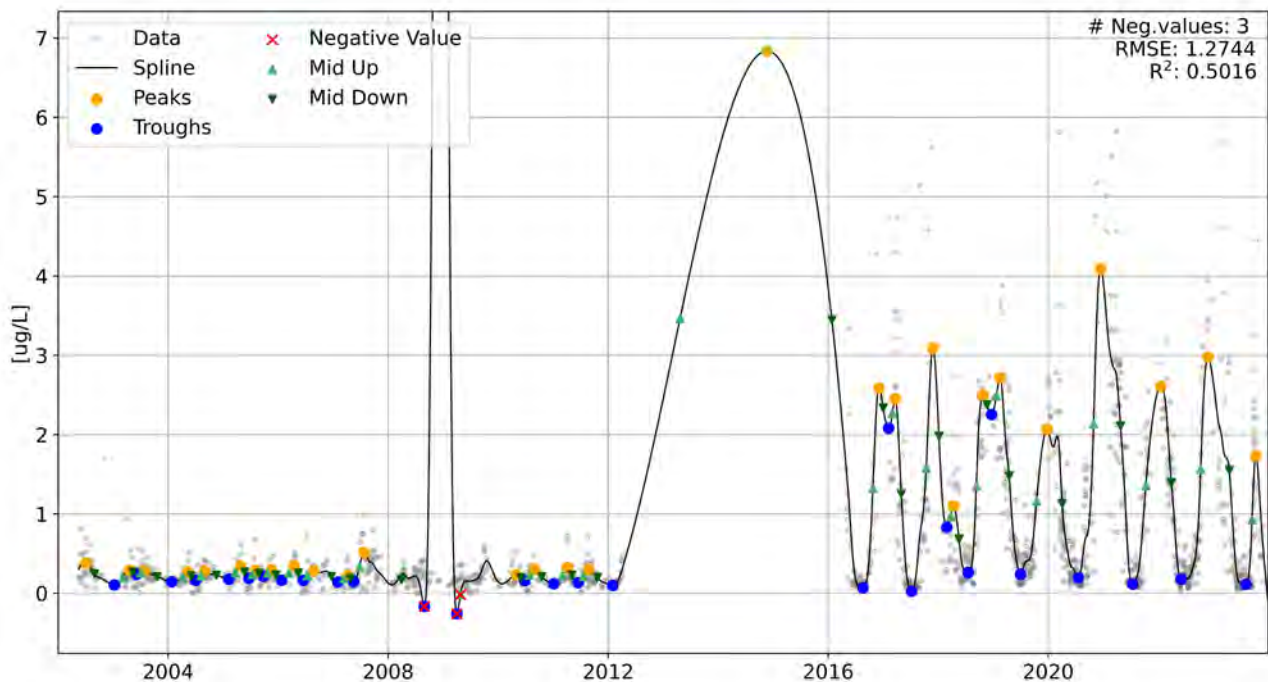 Data
Spline
Peaks
Troughs
Negative Value
Mid Up
Mid Down
# Neg.values: 3
RMSE: 1.2744
R²: 0.5016
[ug/L]
7
6
5
4
3
2
1
0
2004 2008 2012 2016 2020